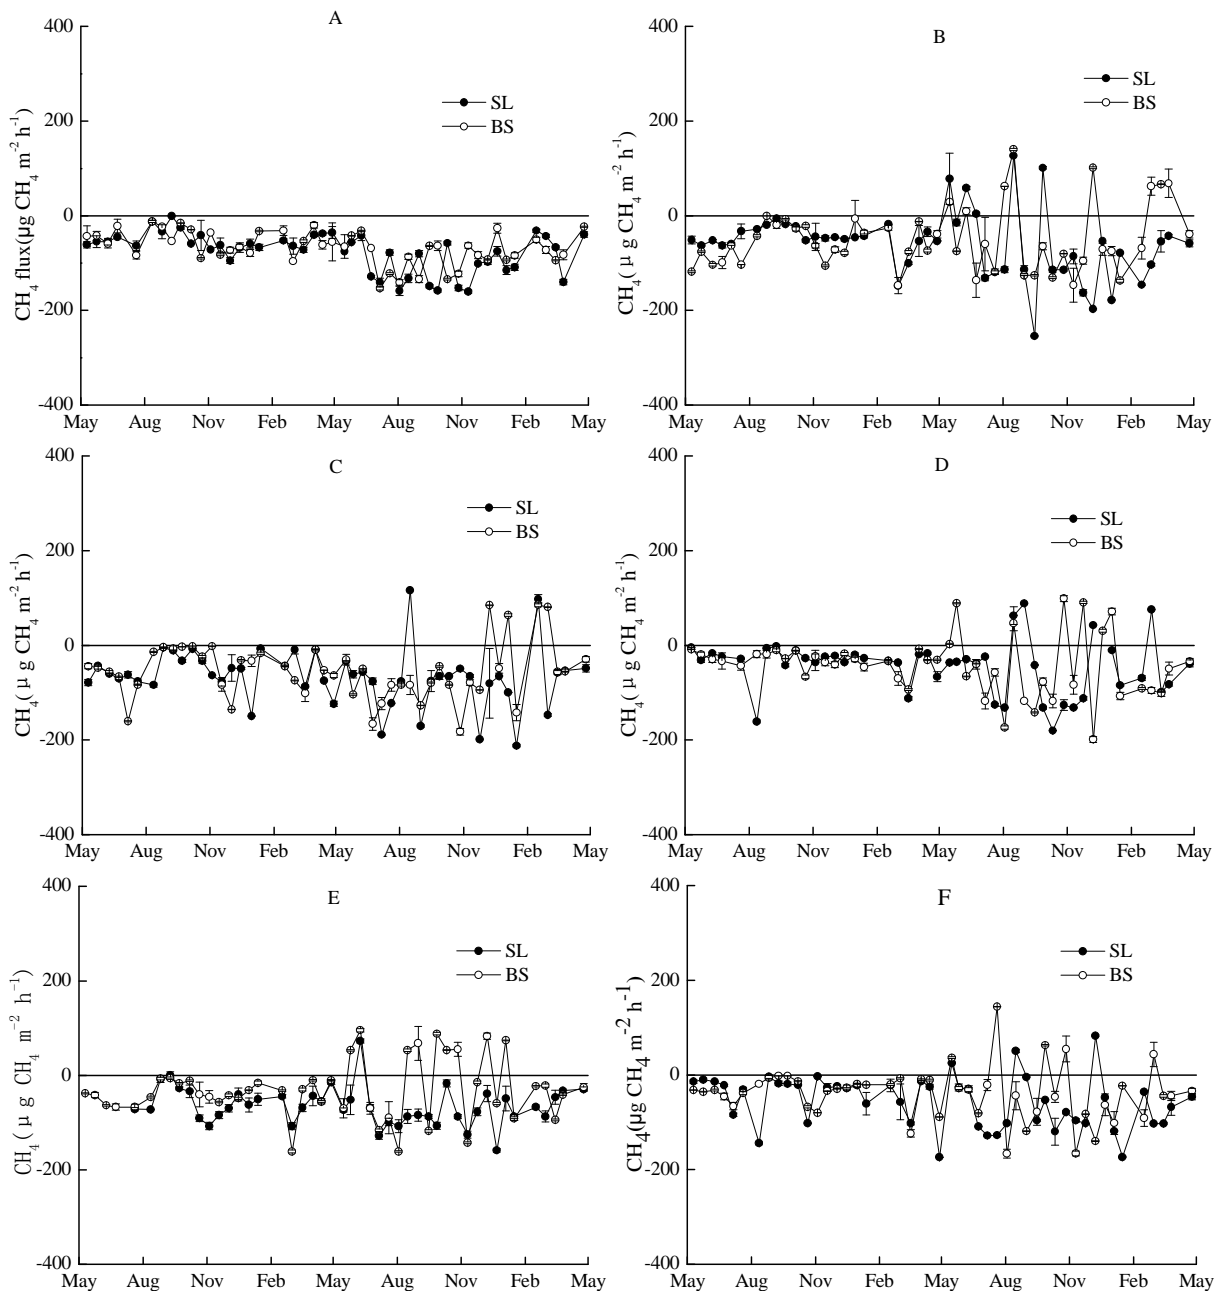 A
400
200
0
-200
-400
CH4 flux(μg CH4 m-2 h-1)
SL
BS
May Aug Nov Feb May Aug Nov Feb May
B
400
200
0
-200
-400
CH4( μ g CH4 m-2 h-1)
SL
BS
May Aug Nov Feb May Aug Nov Feb May
C
400
200
0
-200
-400
CH4( μ g CH4 m-2 h-1)
SL
BS
May Aug Nov Feb May Aug Nov Feb May
D
400
200
0
-200
-400
CH4( μ g CH4 m-2 h-1)
SL
BS
May Aug Nov Feb May Aug Nov Feb May
E
400
200
0
-200
-400
CH4( μ g CH4 m-2 h-1)
SL
BS
May Aug Nov Feb May Aug Nov Feb May
F
400
200
0
-200
-400
CH4(μg CH4 m-2 h-1)
SL
BS
May Aug Nov Feb May Aug Nov Feb May